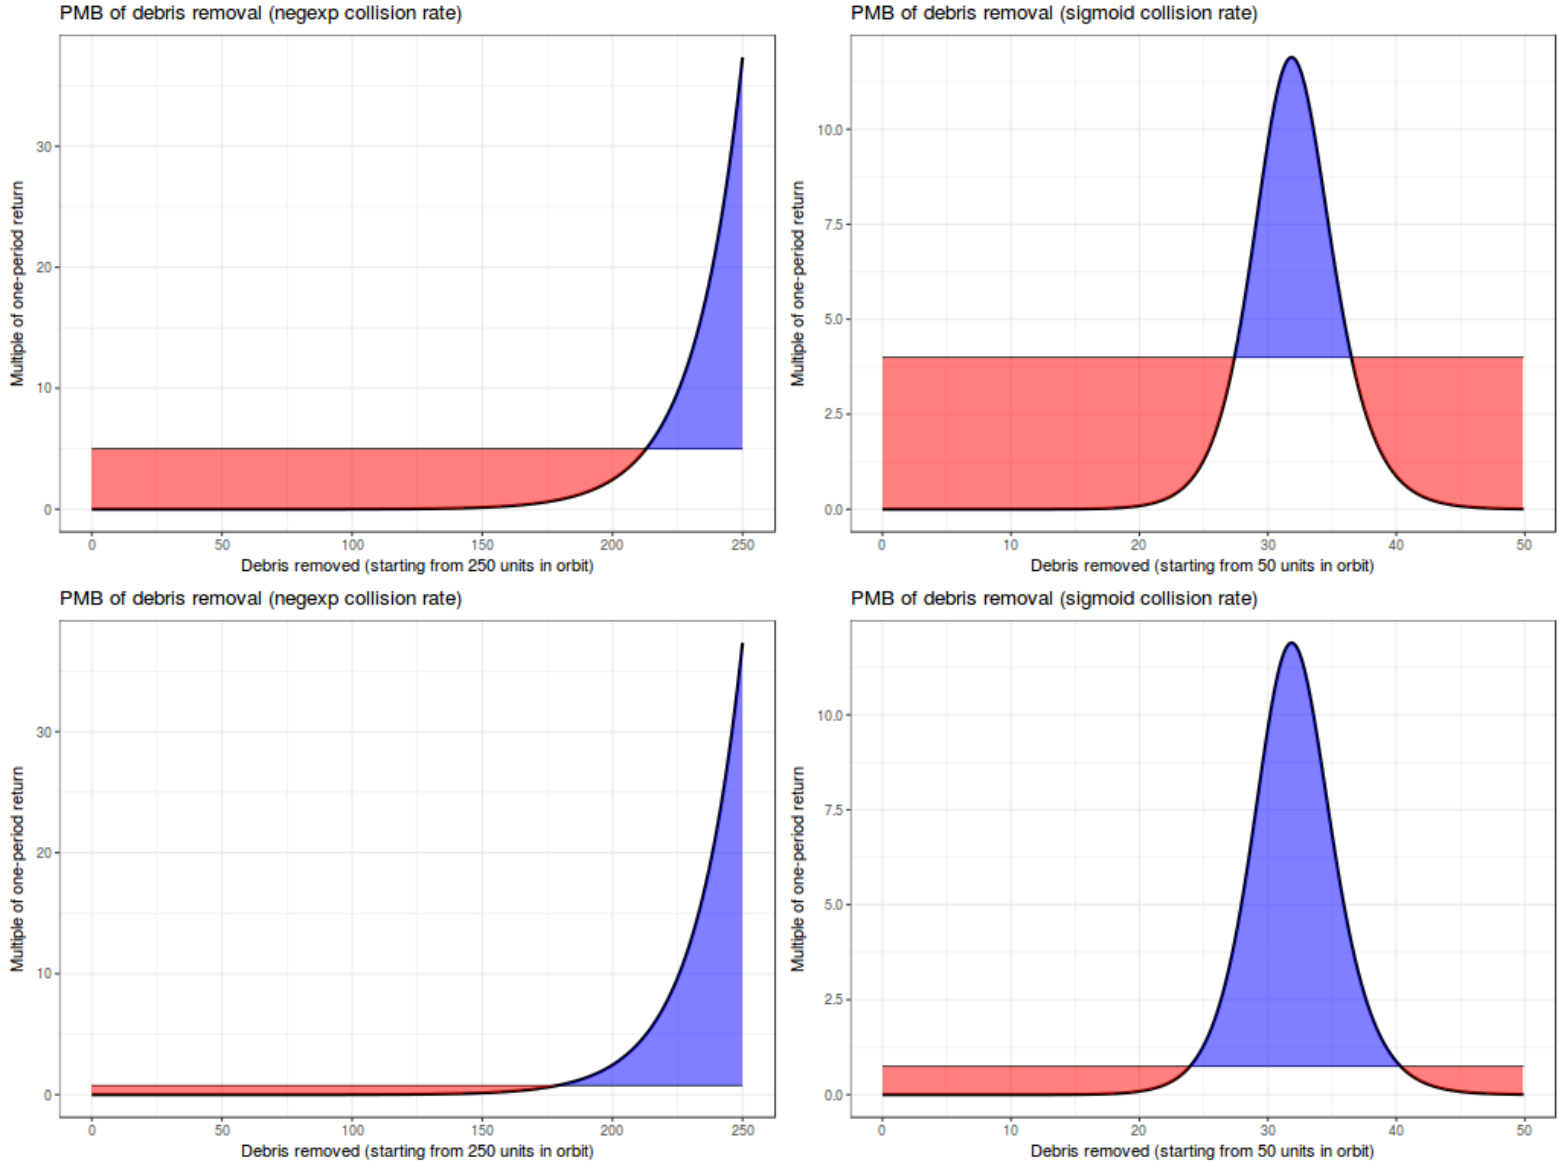 PMB of debris removal (negexp collision rate)
Multiple of one-period return
30
20
10
0
0 50 100 150 200 250
Debris removed (starting from 250 units in orbit)
PMB of debris removal (sigmoid collision rate)
Multiple of one-period return
10.0
7.5
5.0
2.5
0.0
0 10 20 30 40 50
Debris removed (starting from 50 units in orbit)
PMB of debris removal (negexp collision rate)
Multiple of one-period return
30
20
10
0
0 50 100 150 200 250
Debris removed (starting from 250 units in orbit)
PMB of debris removal (sigmoid collision rate)
Multiple of one-period return
10.0
7.5
5.0
2.5
0.0
0 10 20 30 40 50
Debris removed (starting from 50 units in orbit)